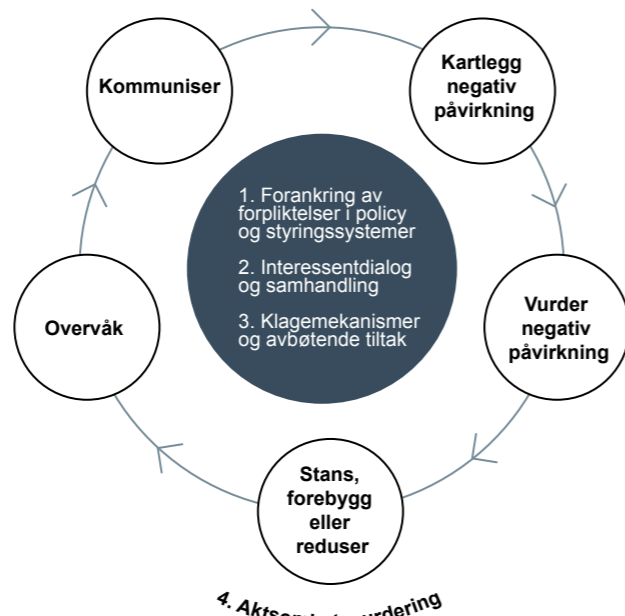 Kommuniser
Kartlegg
negativ
påvirkning
1. Forankring av
forpliktelser i policy
og styringssystemer
2. Interessentdialog
og samhandling
3. Klagemekanismer
og avbøtende tiltak
Overvåk
Vurder
negativ
påvirkning
Stans,
forebygg
eller
reduser
4.